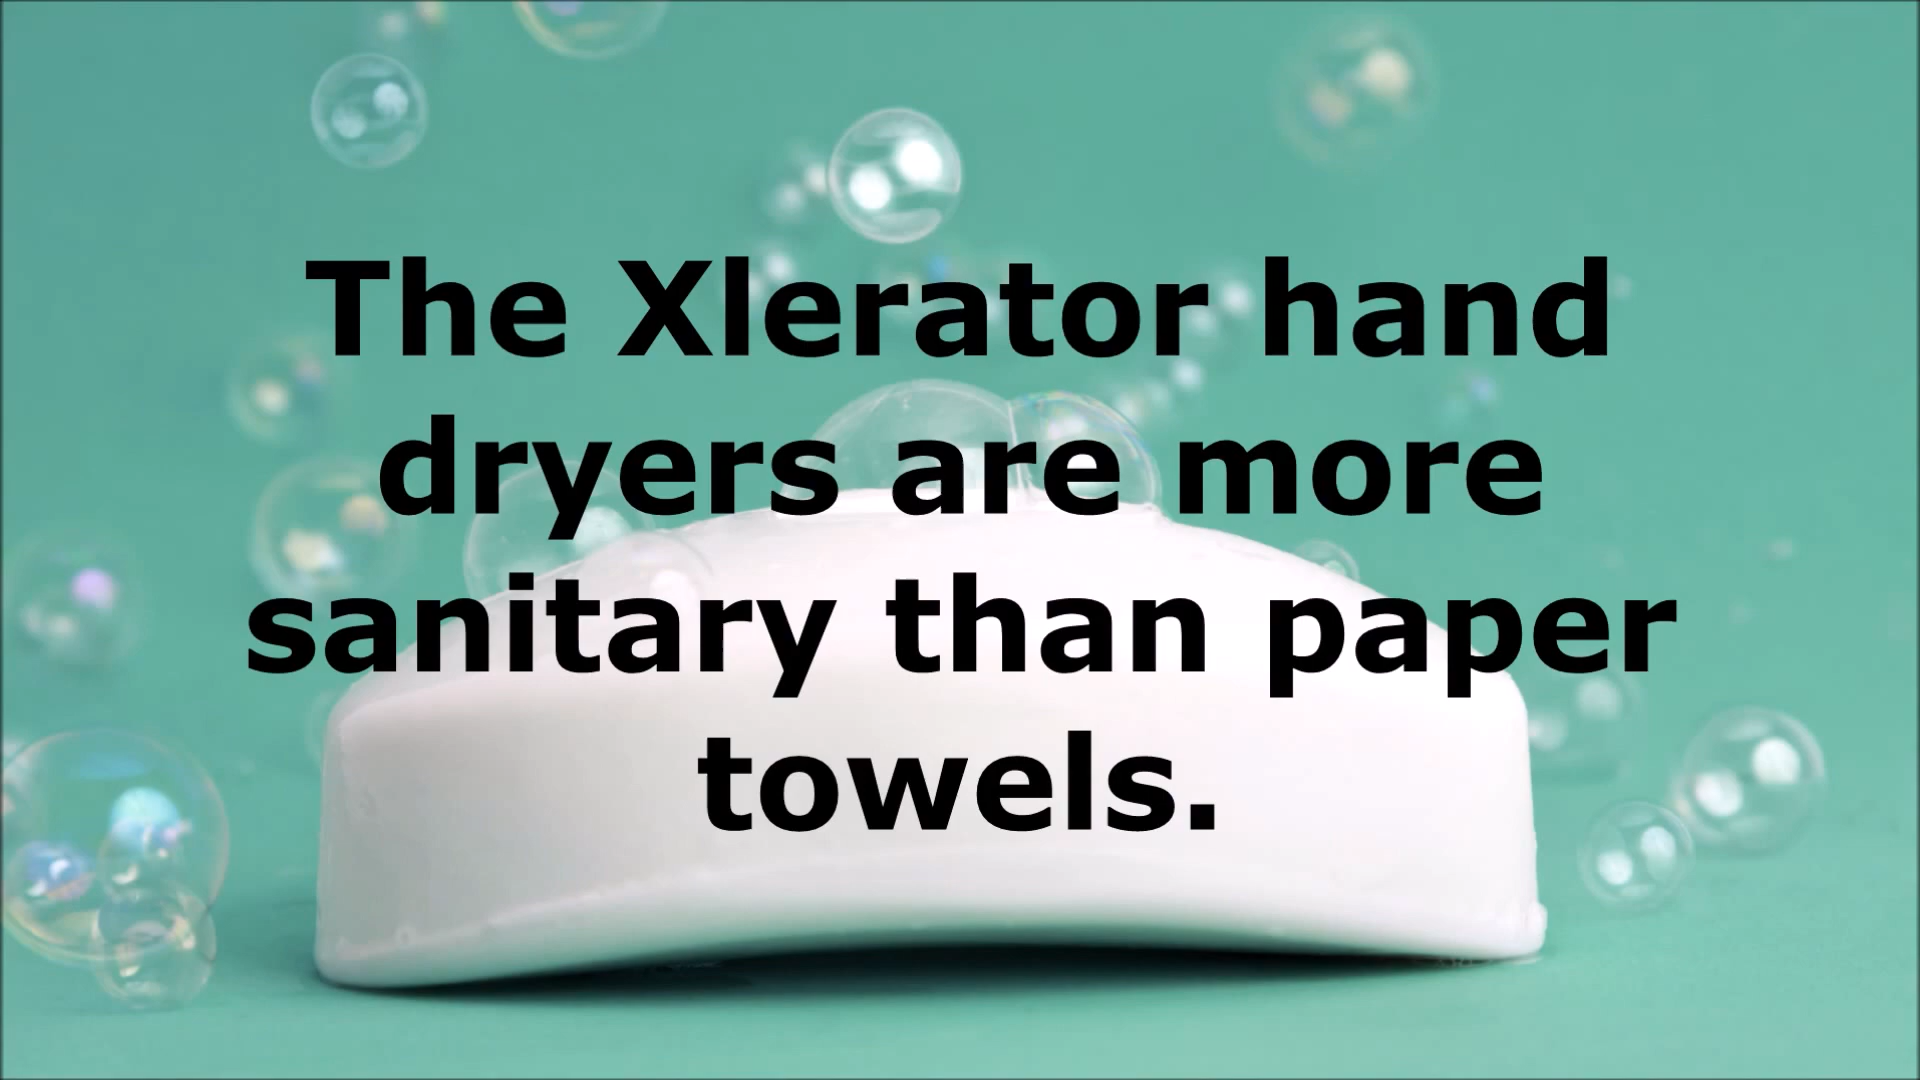 The Xlerator hand
dryers are more
sanitary than paper
towels.